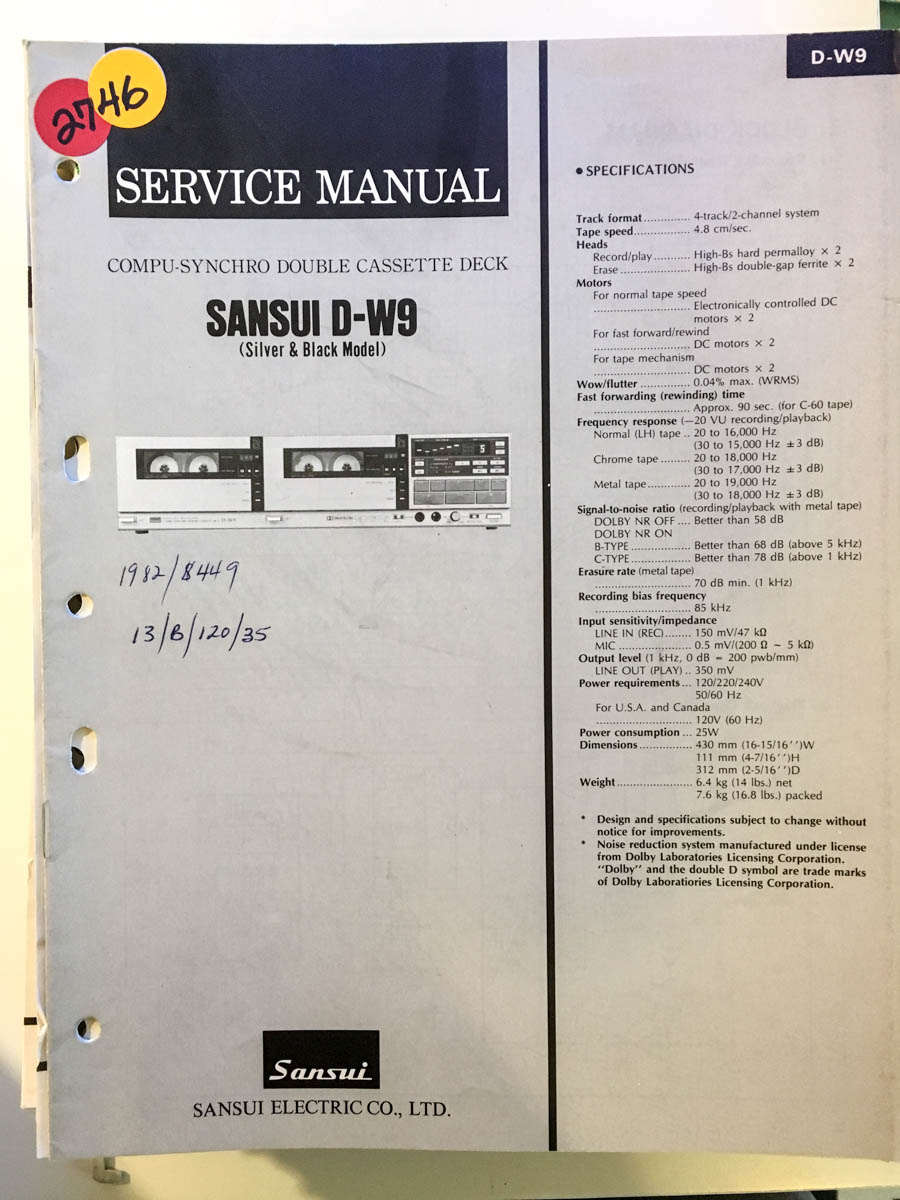 2746
SERVICE MANUAL
COMPU-SYNCHRO DOUBLE CASSETTE DECK
SANSUI D-W9
(Silver & Black Model)
1982/8449
13/B/120/35
Sansui
SANSUI ELECTRIC CO., LTD.
D-W9
● SPECIFICATIONS
Track format .............. 4-track/2-channel system
Tape speed ................. 4.8 cm/sec.
Heads
Record/play ........... High-Bs hard permalloy × 2
Erase ..................... High-Bs double-gap ferrite × 2
Motors
For normal tape speed
............................. Electronically controlled DC
motors × 2
For fast forward/rewind
............................. DC motors × 2
For tape mechanism
............................. DC motors × 2
Wow/flutter ............... 0.04% max. (WRMS)
Fast forwarding (rewinding) time
............................. Approx. 90 sec. (for C-60 tape)
Frequency response (—20 VU recording/playback)
Normal (LH) tape .. 20 to 16,000 Hz
(30 to 15,000 Hz ±3 dB)
Chrome tape ......... 20 to 18,000 Hz
(30 to 17,000 Hz ±3 dB)
Metal tape ............. 20 to 19,000 Hz
(30 to 18,000 Hz ±3 dB)
Signal-to-noise ratio (recording/playback with metal tape)
DOLBY NR OFF .... Better than 58 dB
DOLBY NR ON
B-TYPE .................. Better than 68 dB (above 5 kHz)
C-TYPE .................. Better than 78 dB (above 1 kHz)
Erasure rate (metal tape)
............................. 70 dB min. (1 kHz)
Recording bias frequency
............................. 85 kHz
Input sensitivity/impedance
LINE IN (REC) ........ 150 mV/47 kΩ
MIC ...................... 0.5 mV/(200 Ω ~ 5 kΩ)
Output level (1 kHz, 0 dB = 200 pwb/mm)
LINE OUT (PLAY) .. 350 mV
Power requirements ... 120/220/240V
50/60 Hz
For U.S.A. and Canada
............................. 120V (60 Hz)
Power consumption ... 25W
Dimensions ................ 430 mm (16-15/16'')W
111 mm (4-7/16'')H
312 mm (2-5/16'')D
Weight ....................... 6.4 kg (14 lbs.) net
7.6 kg (16.8 lbs.) packed
* Design and specifications subject to change without
notice for improvements.
* Noise reduction system manufactured under license
from Dolby Laboratories Licensing Corporation.
"Dolby" and the double D symbol are trade marks
of Dolby Laboratiories Licensing Corporation.